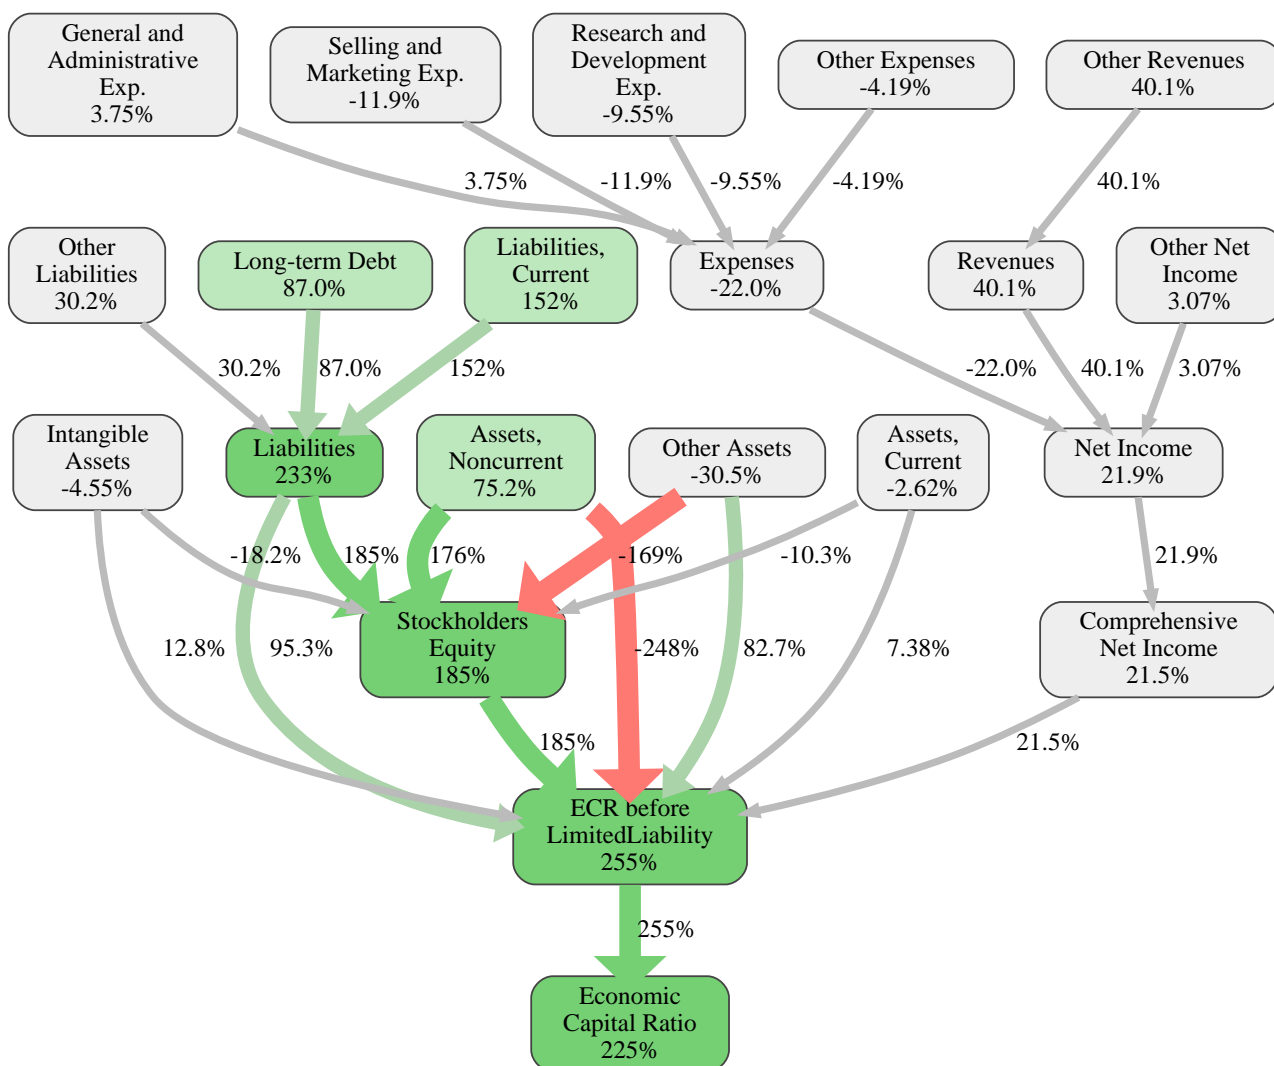 General and
Administrative
Exp.
3.75%
Selling and
Marketing Exp.
-11.9%
Research and
Development
Exp.
-9.55%
Other Expenses
-4.19%
Other Revenues
40.1%
3.75%
-11.9%
-9.55%
-4.19%
40.1%
Other
Liabilities
30.2%
Long-term Debt
87.0%
Liabilities,
Current
152%
Expenses
-22.0%
Revenues
40.1%
Other Net
Income
3.07%
30.2%
87.0%
152%
-22.0%
40.1%
3.07%
Intangible
Assets
-4.55%
Liabilities
233%
Assets,
Noncurrent
75.2%
Other Assets
-30.5%
Assets,
Current
-2.62%
Net Income
21.9%
-18.2%
185%
176%
-169%
-10.3%
21.9%
Stockholders
Equity
185%
Comprehensive
Net Income
21.5%
12.8%
95.3%
-248%
82.7%
7.38%
185%
21.5%
ECR before
LimitedLiability
255%
255%
Economic
Capital Ratio
225%